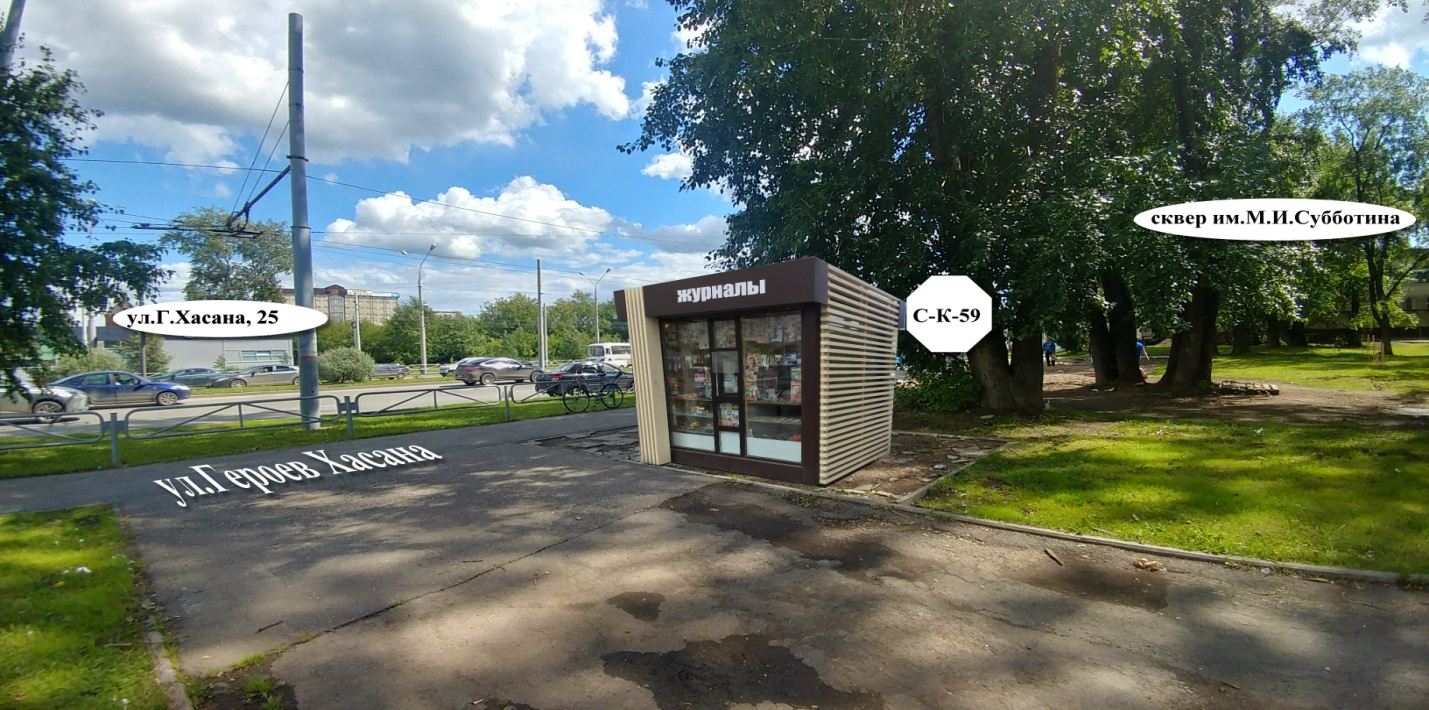 журналы
сквер им.М.И.Субботина
С-К-59
ул.Г.Хасана, 25
ул.Героев Хасана